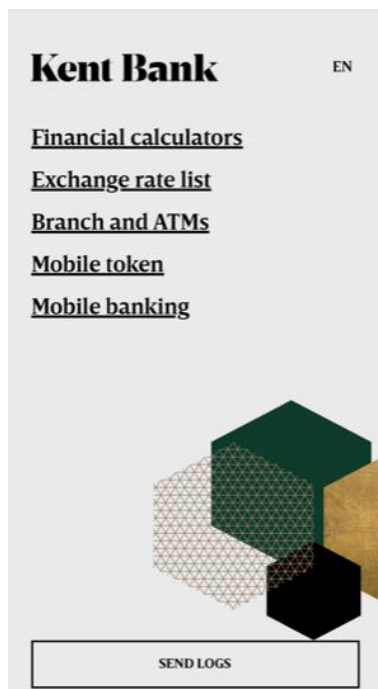 Kent Bank
EN
Financial calculators
Exchange rate list
Branch and ATMs
Mobile token
Mobile banking
SEND LOGS